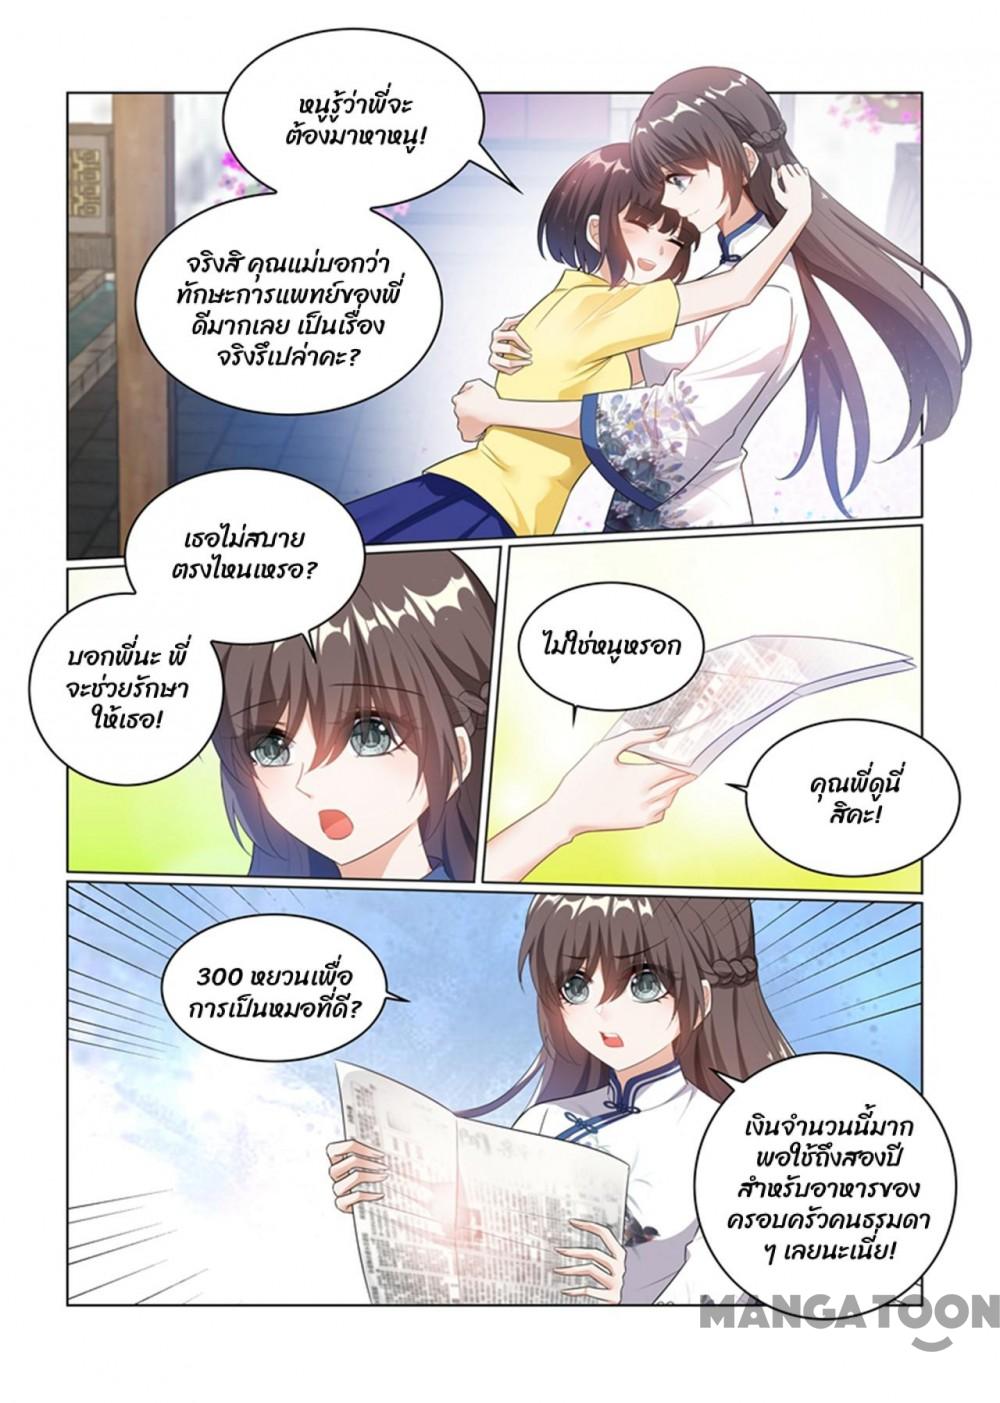 หนูรู้ว่าพี่จะ
ต้องมาหาหนู!
จริงสิ คุณแม่บอกว่า
ทักษะการแพทย์ของพี่
ดีมากเลย เป็นเรื่อง
จริงรึเปล่าคะ?
เธอไม่สบาย
ตรงไหนเหรอ?
บอกพี่นะ พี่
จะช่วยรักษา
ให้เธอ!
ไม่ใช่หนูหรอก
คุณพี่ดูนี่
สิคะ!
300 หยวนเพื่อ
การเป็นหมอที่ดี?
เงินจำนวนนี้มาก
พอใช้ถึงสองปี
สำหรับอาหารของ
ครอบครัวคนธรรมดา
ๆ เลยนะเนี่ย!
MANGATOON